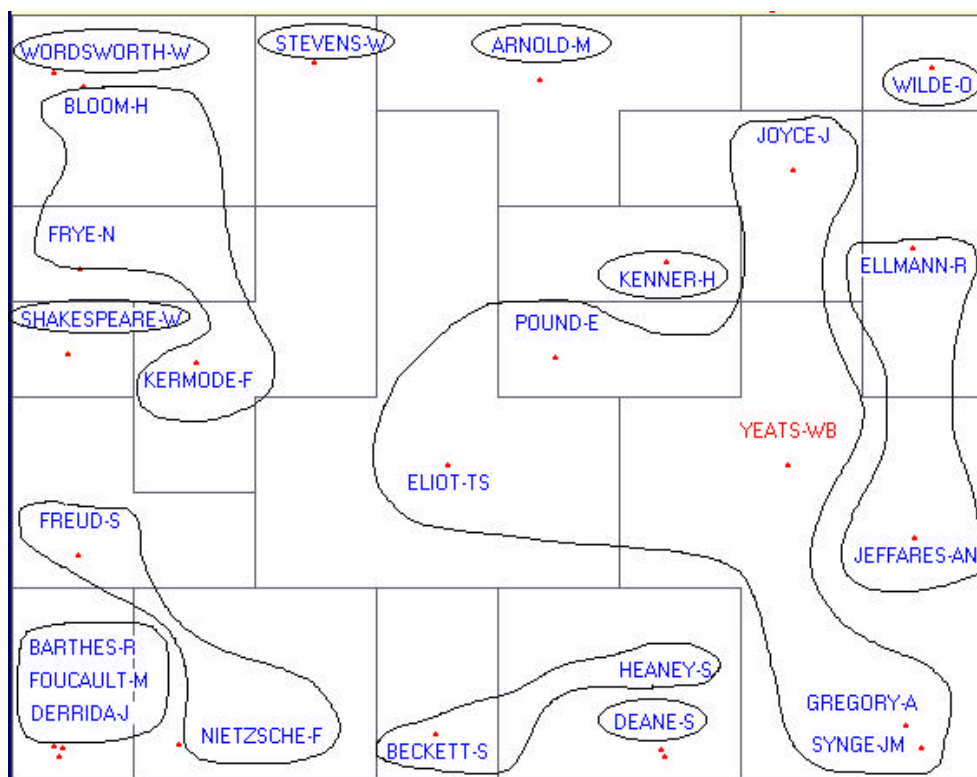 WORDSWORTH-W
STEVENS-W
ARNOLD-M
WILDE-O
BLOOM-H
JOYCE-J
FRYE-N
ELLMANN-R
KENNER-H
SHAKESPEARE-W
POUND-E
KERMODE-F
YEATS-WB
ELIOT-TS
FREUD-S
JEFFARES-AN
BARTHES-R
FOUCAULT-M
DERRIDA-J
HEANEY-S
GREGORY-A
DEANE-S
NIETZSCHE-F
BECKETT-S
SYNGE-JM